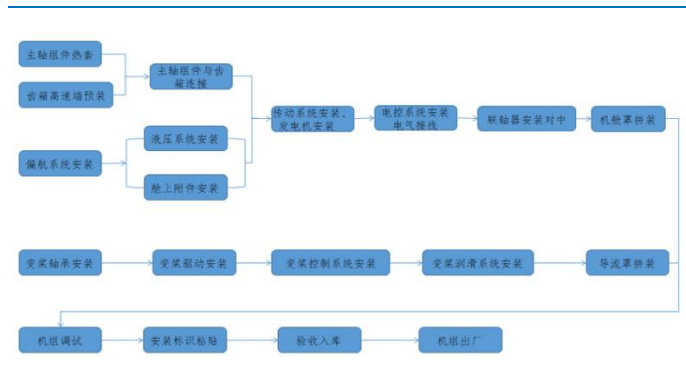 主轴组件热套
齿箱高速端预装
主轴组件与齿
箱连接
偏航系统安装
液压系统安装
舱上附件安装
传动系统安装、
发电机安装
电控系统安装
电气接线
联轴器安装对中
机舱罩拼装
变桨轴承安装
变桨驱动安装
变桨控制系统安装
变桨润滑系统安装
导流罩拼装
机组调试
安装标识粘贴
验收入库
机组出厂